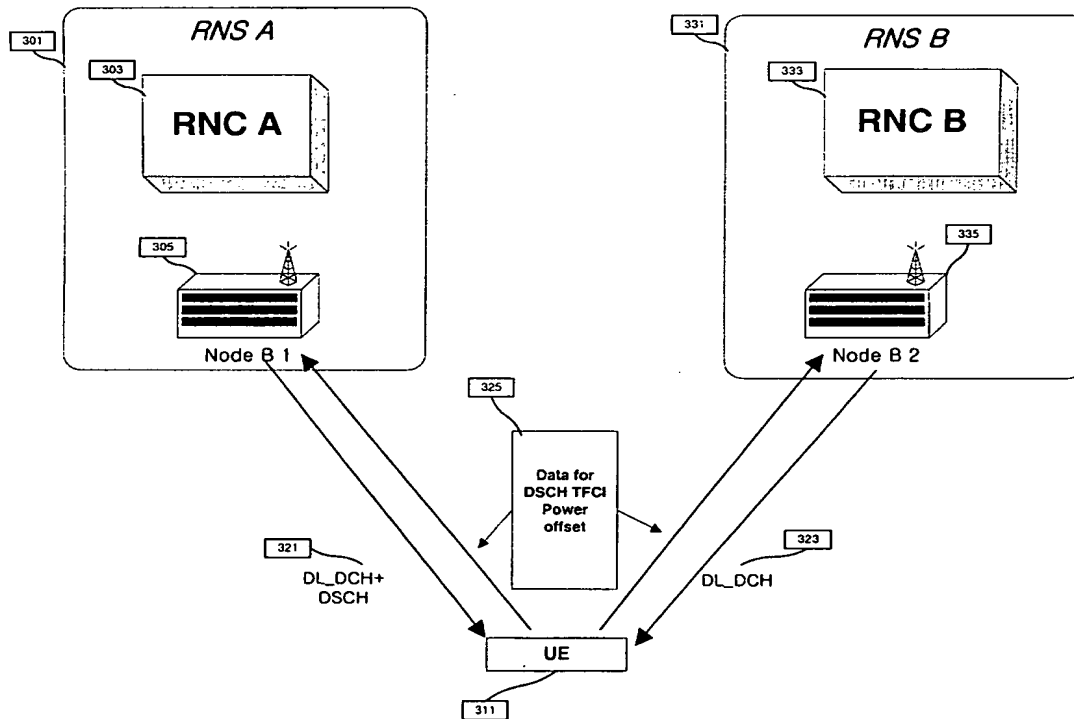 RNS A
301
303
RNC A
305
Node B 1
RNS B
331
333
RNC B
335
Node B 2
325
Data for
DSCH TFCI
Power
offset
321
DL_DCH+
DSCH
323
DL_DCH
UE
311